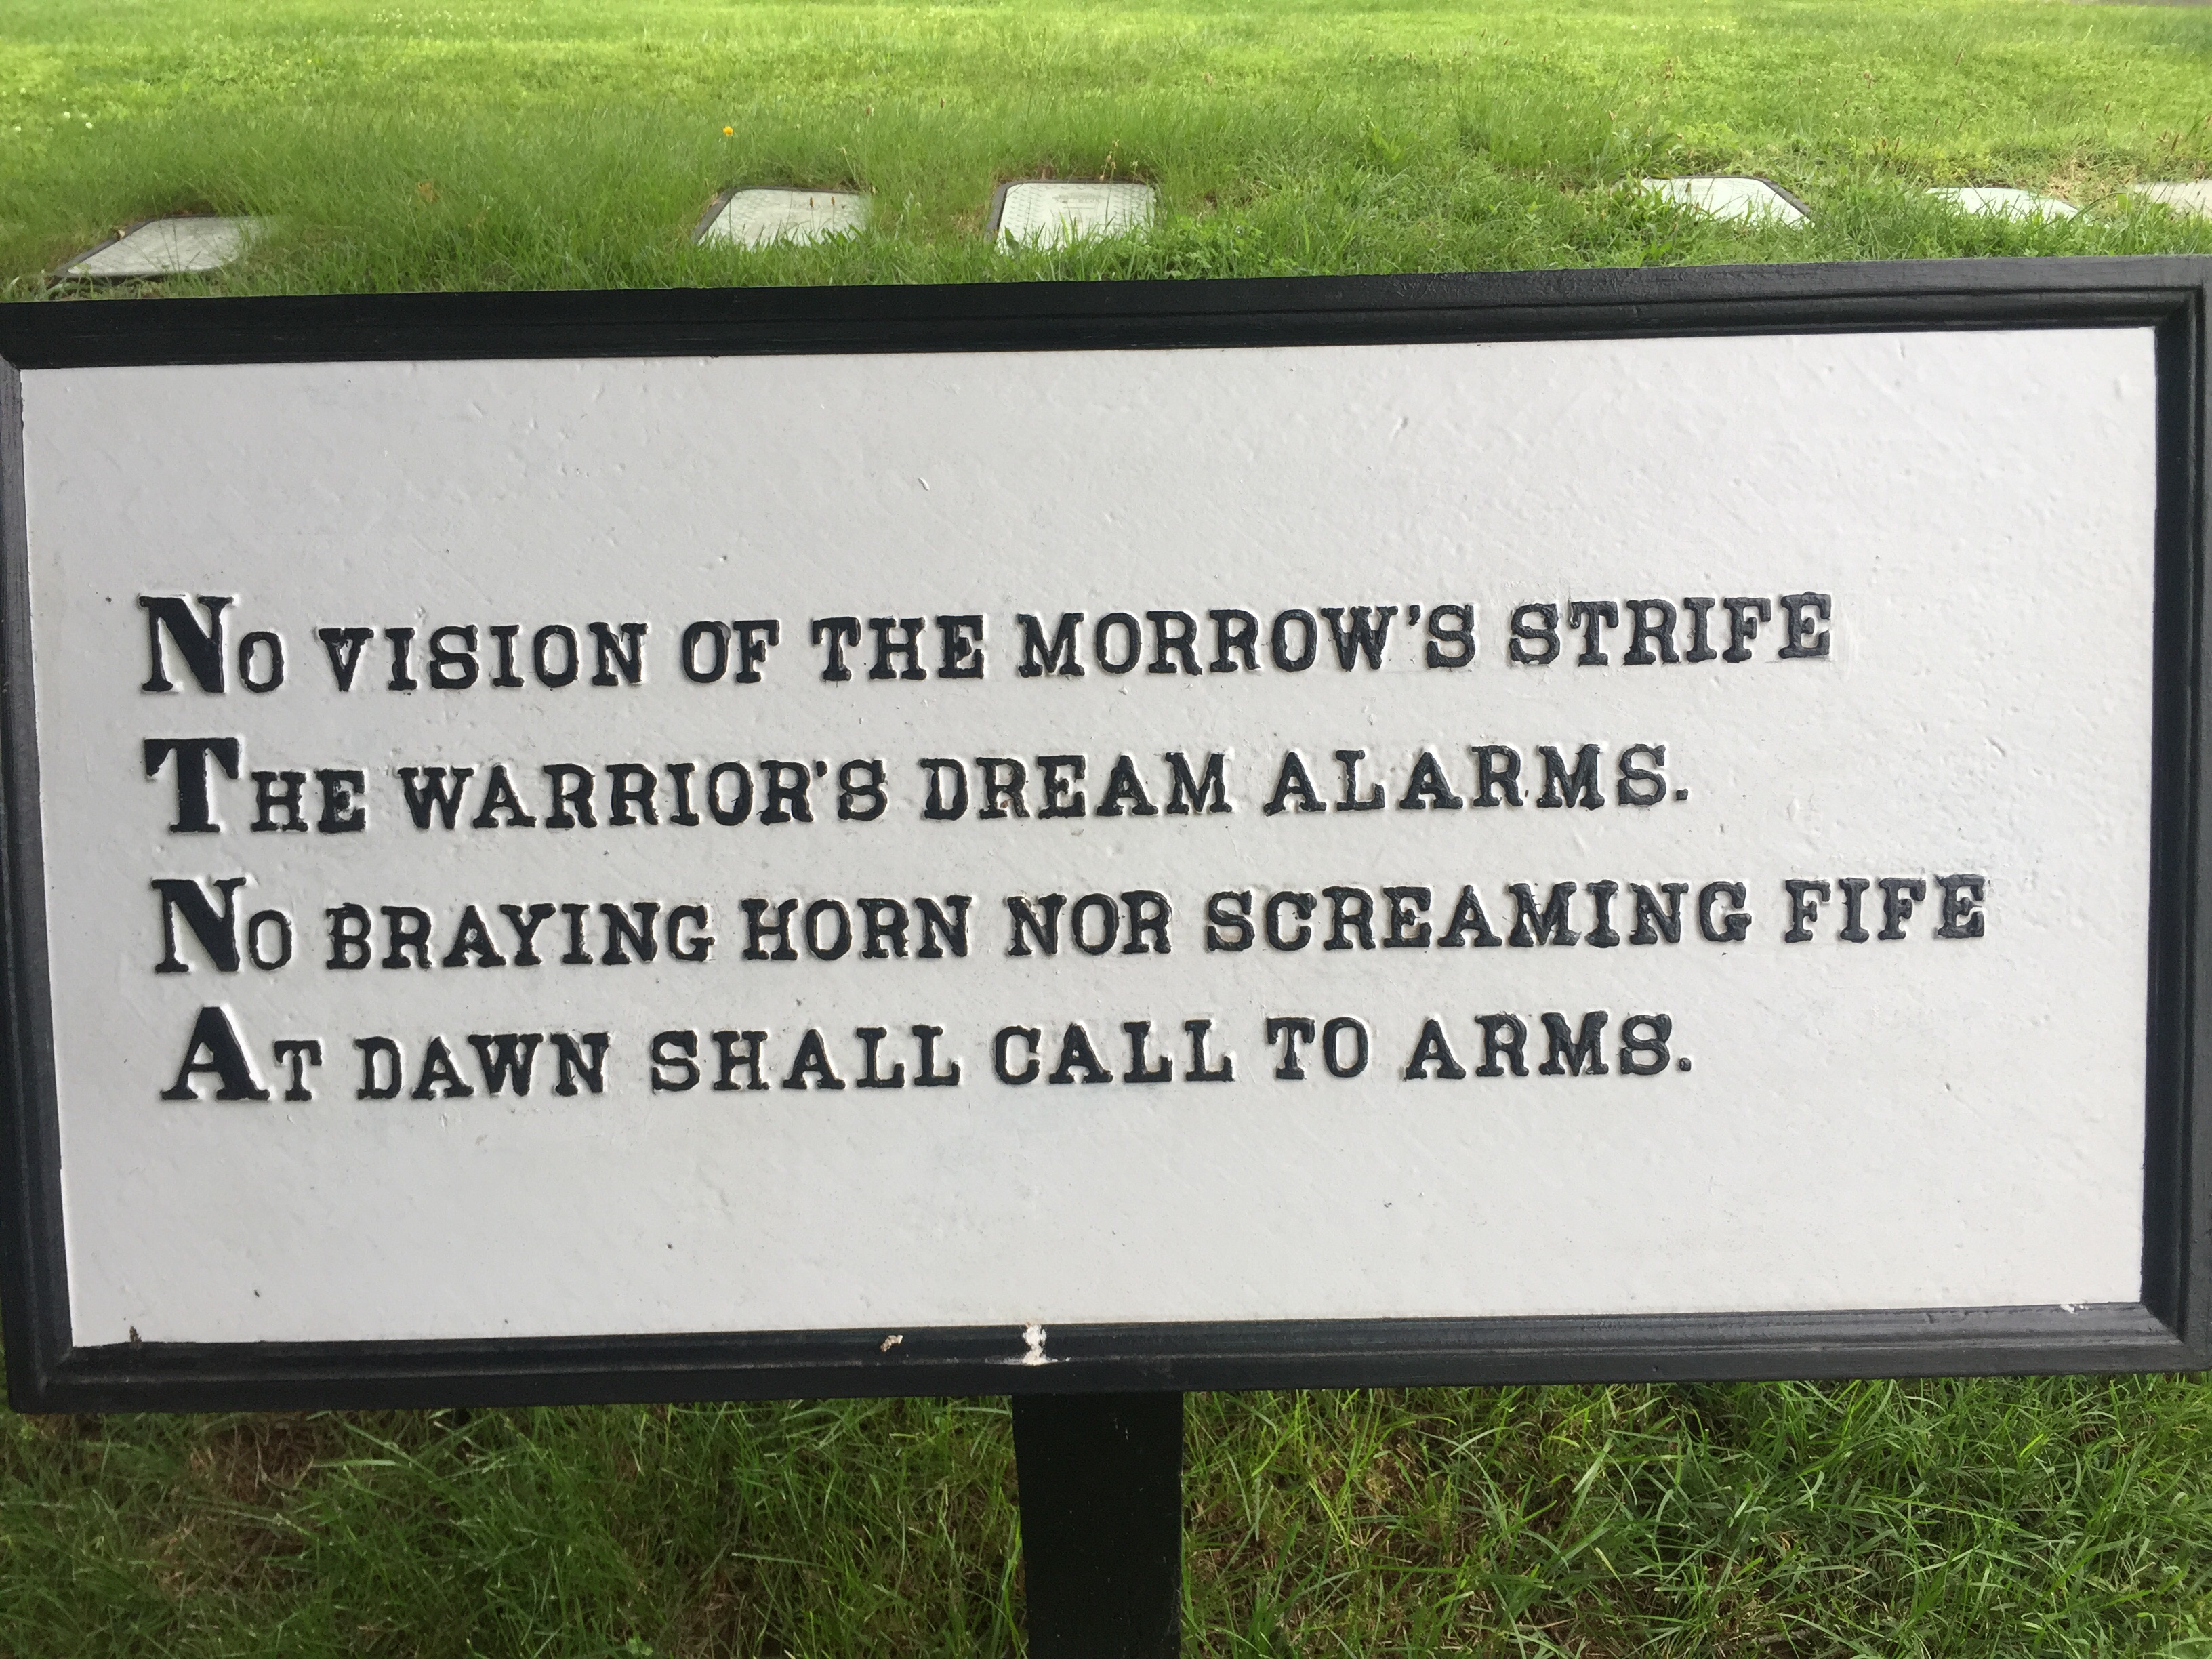 No vision of the morrow's strife
The warrior's dream alarms.
No braying horn nor screaming fife
At dawn shall call to arms.